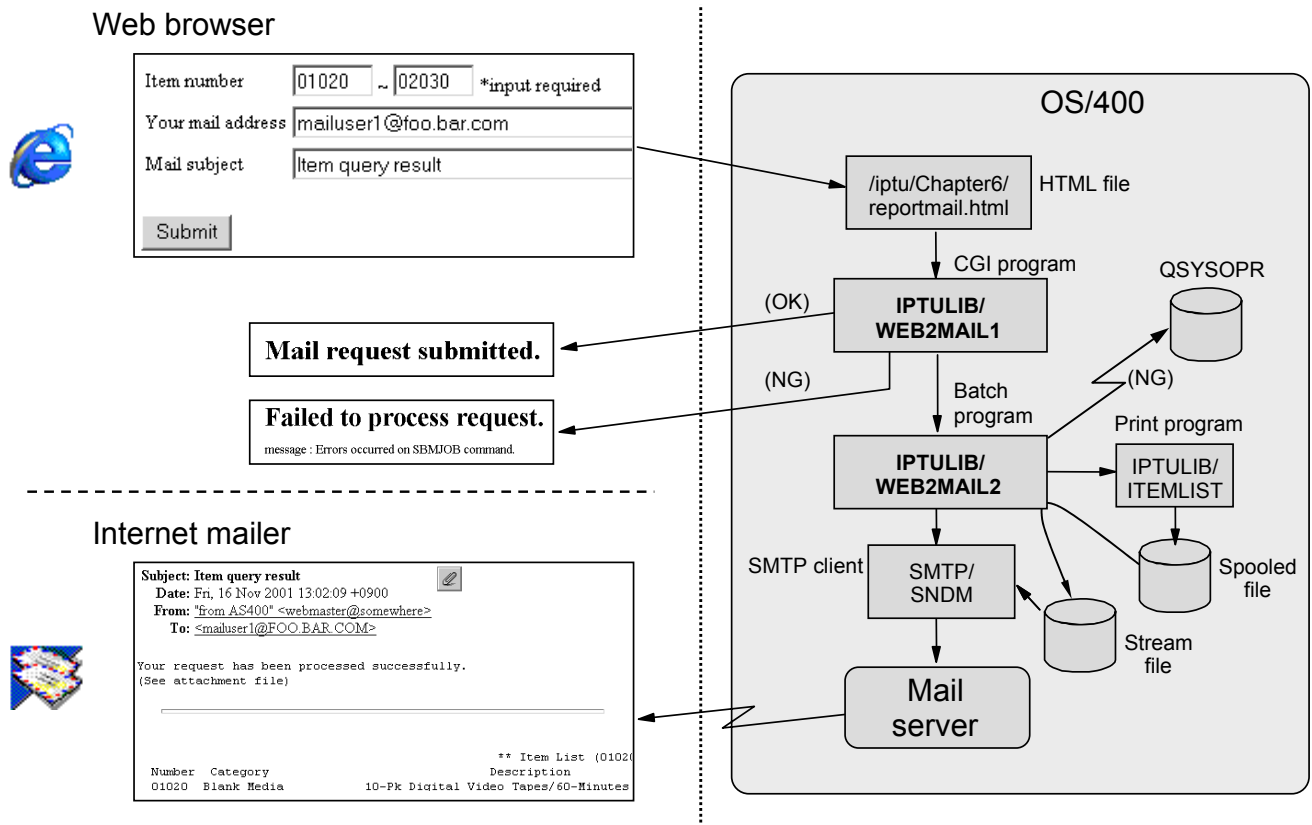 Web browser
Item number 01020 ~ 02030 *input required
Your mail address mailuser1@foo.bar.com
Mail subject Item query result
Submit
(OK)
Mail request submitted.
(NG)
Failed to process request.
message : Errors occurred on SBMJOB command.
Internet mailer
Subject: Item query result
Date: Fri, 16 Nov 2001 13:02:09 +0900
From: "from AS400" <webmaster@somewhere>
To: <mailuser1@FOO.BAR.COM>
Your request has been processed successfully.
(See attachment file)
** Item List (01020
Number Category Description
01020 Blank Media 10-Pk Digital Video Tapes/60-Minutes
OS/400
/iptu/Chapter6/
reportmail.html
HTML file
CGI program
IPTULIB/
WEB2MAIL1
QSYSOPR
(NG)
Batch
program
IPTULIB/
WEB2MAIL2
Print program
IPTULIB/
ITEMLIST
SMTP client
SMTP/
SNDM
Spooled
file
Stream
file
Mail
server